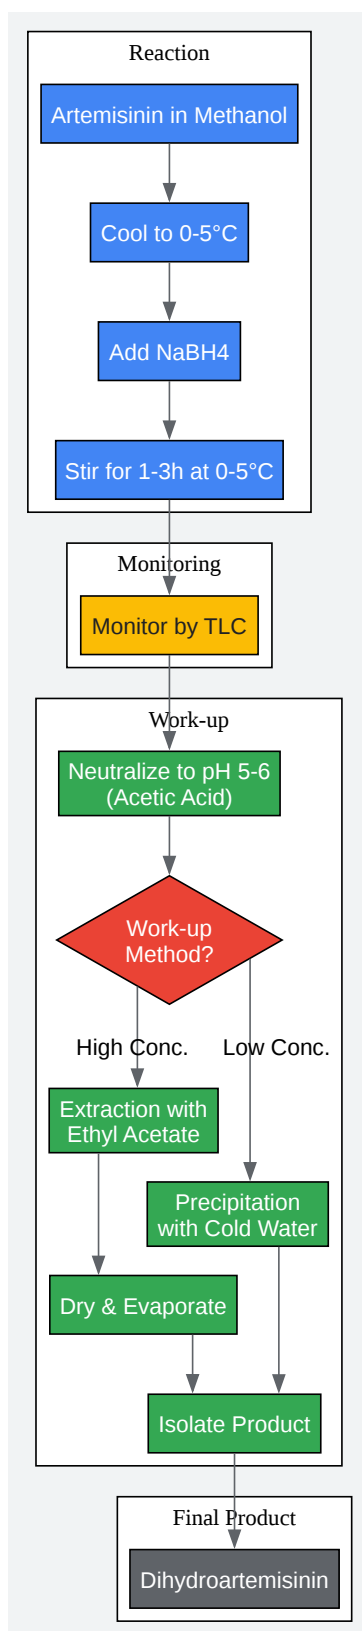 Reaction
Artemisinin in Methanol
Cool to 0-5°C
Add NaBH4
Stir for 1-3h at 0-5°C
Monitoring
Monitor by TLC
Work-up
Neutralize to pH 5-6
(Acetic Acid)
Work-up
Method?
High Conc.
Low Conc.
Extraction with
Ethyl Acetate
Precipitation
with Cold Water
Dry & Evaporate
Isolate Product
Final Product
Dihydroartemisinin